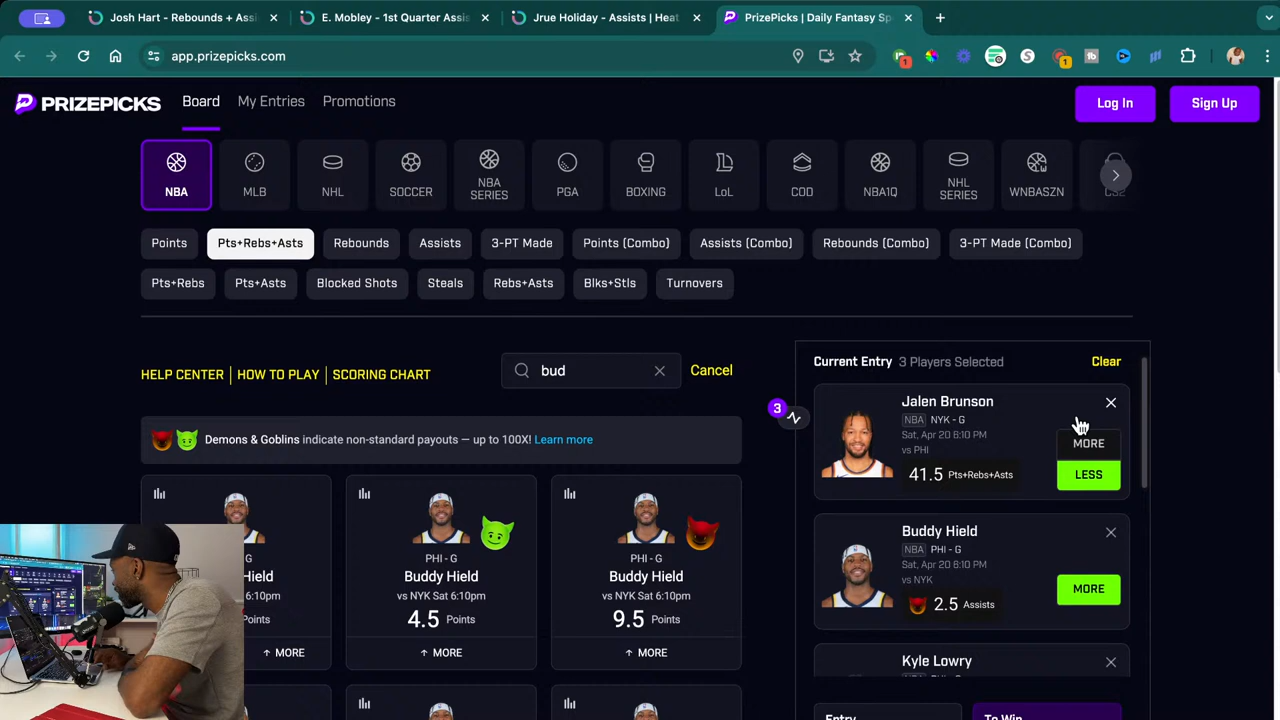 Josh Hart - Rebounds + Assi
E. Mobley - 1st Quarter Assi
Jrue Holiday - Assists | Heat
PrizePicks | Daily Fantasy Sp
app.prizepicks.com
PRIZEPICKS
Board
My Entries
Promotions
Log In
Sign Up
NBA
MLB
NHL
SOCCER
NBA
SERIES
PGA
BOXING
LoL
COD
NBA1Q
NHL
SERIES
WNBASZN
CS2
Points
Pts+Rebs+Asts
Rebounds
Assists
3-PT Made
Points (Combo)
Assists (Combo)
Rebounds (Combo)
3-PT Made (Combo)
Pts+Rebs
Pts+Asts
Blocked Shots
Steals
Rebs+Asts
Blks+Stls
Turnovers
HELP CENTER
HOW TO PLAY
SCORING CHART
bud
Cancel
Demons & Goblins indicate non-standard payouts — up to 100X! Learn more
G
ield
YK Sat 6:10pm
Points
MORE
PHI - G
Buddy Hield
vs NYK Sat 6:10pm
4.5 Points
MORE
PHI - G
Buddy Hield
vs NYK Sat 6:10pm
9.5 Points
MORE
Current Entry 3 Players Selected
Clear
3
Jalen Brunson
NBA NYK - G
Sat, Apr 20 8:10 PM
vs PHI
41.5 Pts+Rebs+Asts
MORE
LESS
Buddy Hield
NBA PHI - G
Sat, Apr 20 6:10 PM
vs NYK
2.5 Assists
MORE
Kyle Lowry
Entry
To Win